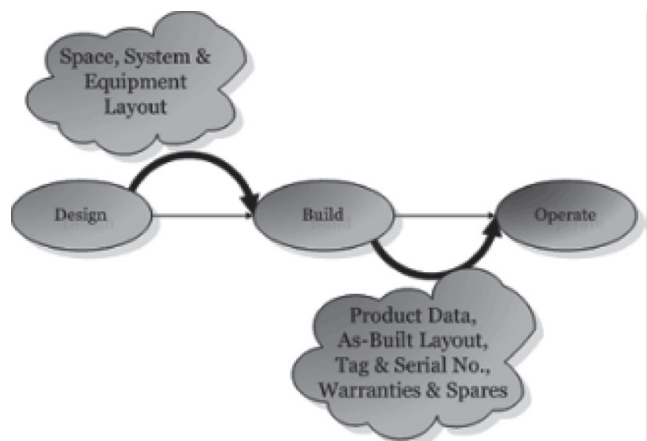 Space, System &
Equipment
Layout
Design
Build
Operate
Product Data,
As-Built Layout,
Tag & Serial No.,
Warranties & Spares